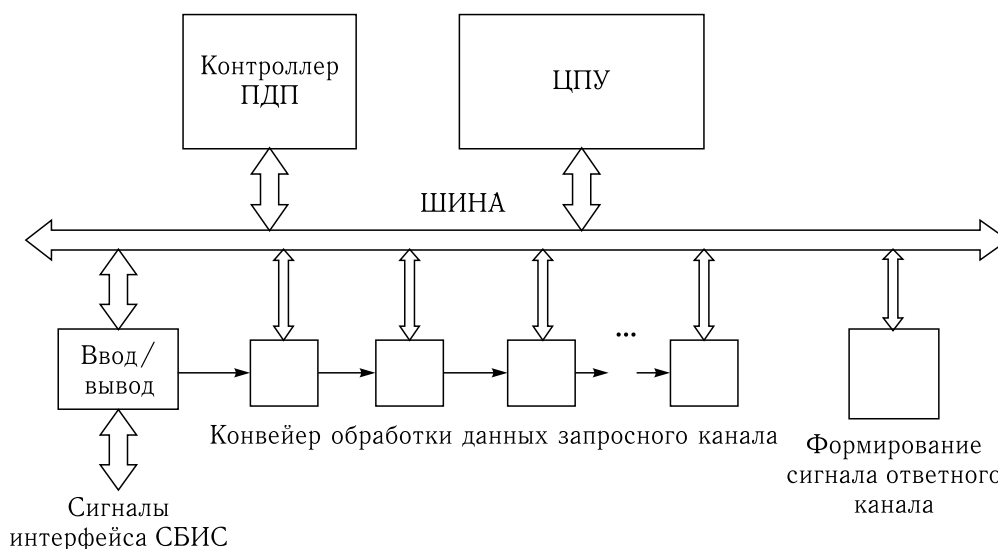 Контроллер
ПДП
ЦПУ
ШИНА
Ввод/
вывод
...
Конвейер обработки данных запросного канала
Формирование
сигнала ответного
канала
Сигналы
интерфейса СБИС